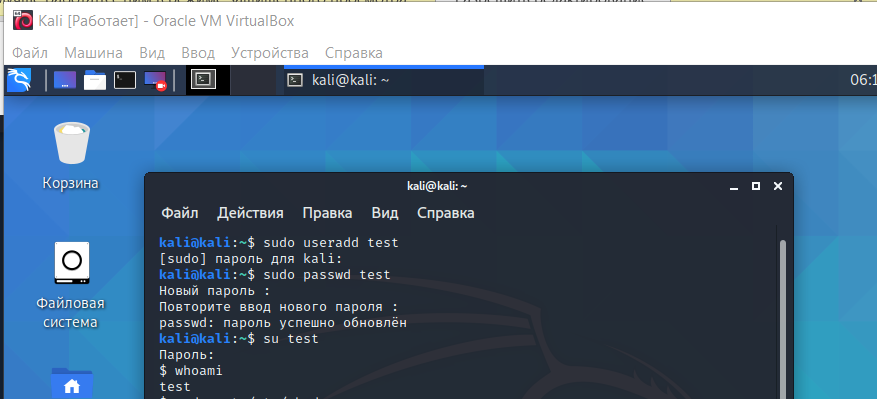 Kali [Работает] - Oracle VM VirtualBox
Файл Машина Вид Ввод Устройства Справка
kali@kali: ~
06:1
Корзина
Файловая
система
kali@kali: ~
Файл Действия Правка Вид Справка
kali@kali:~$ sudo useradd test
[sudo] пароль для kali:
kali@kali:~$ sudo passwd test
Новый пароль :
Повторите ввод нового пароля :
passwd: пароль успешно обновлён
kali@kali:~$ su test
Пароль:
$ whoami
test